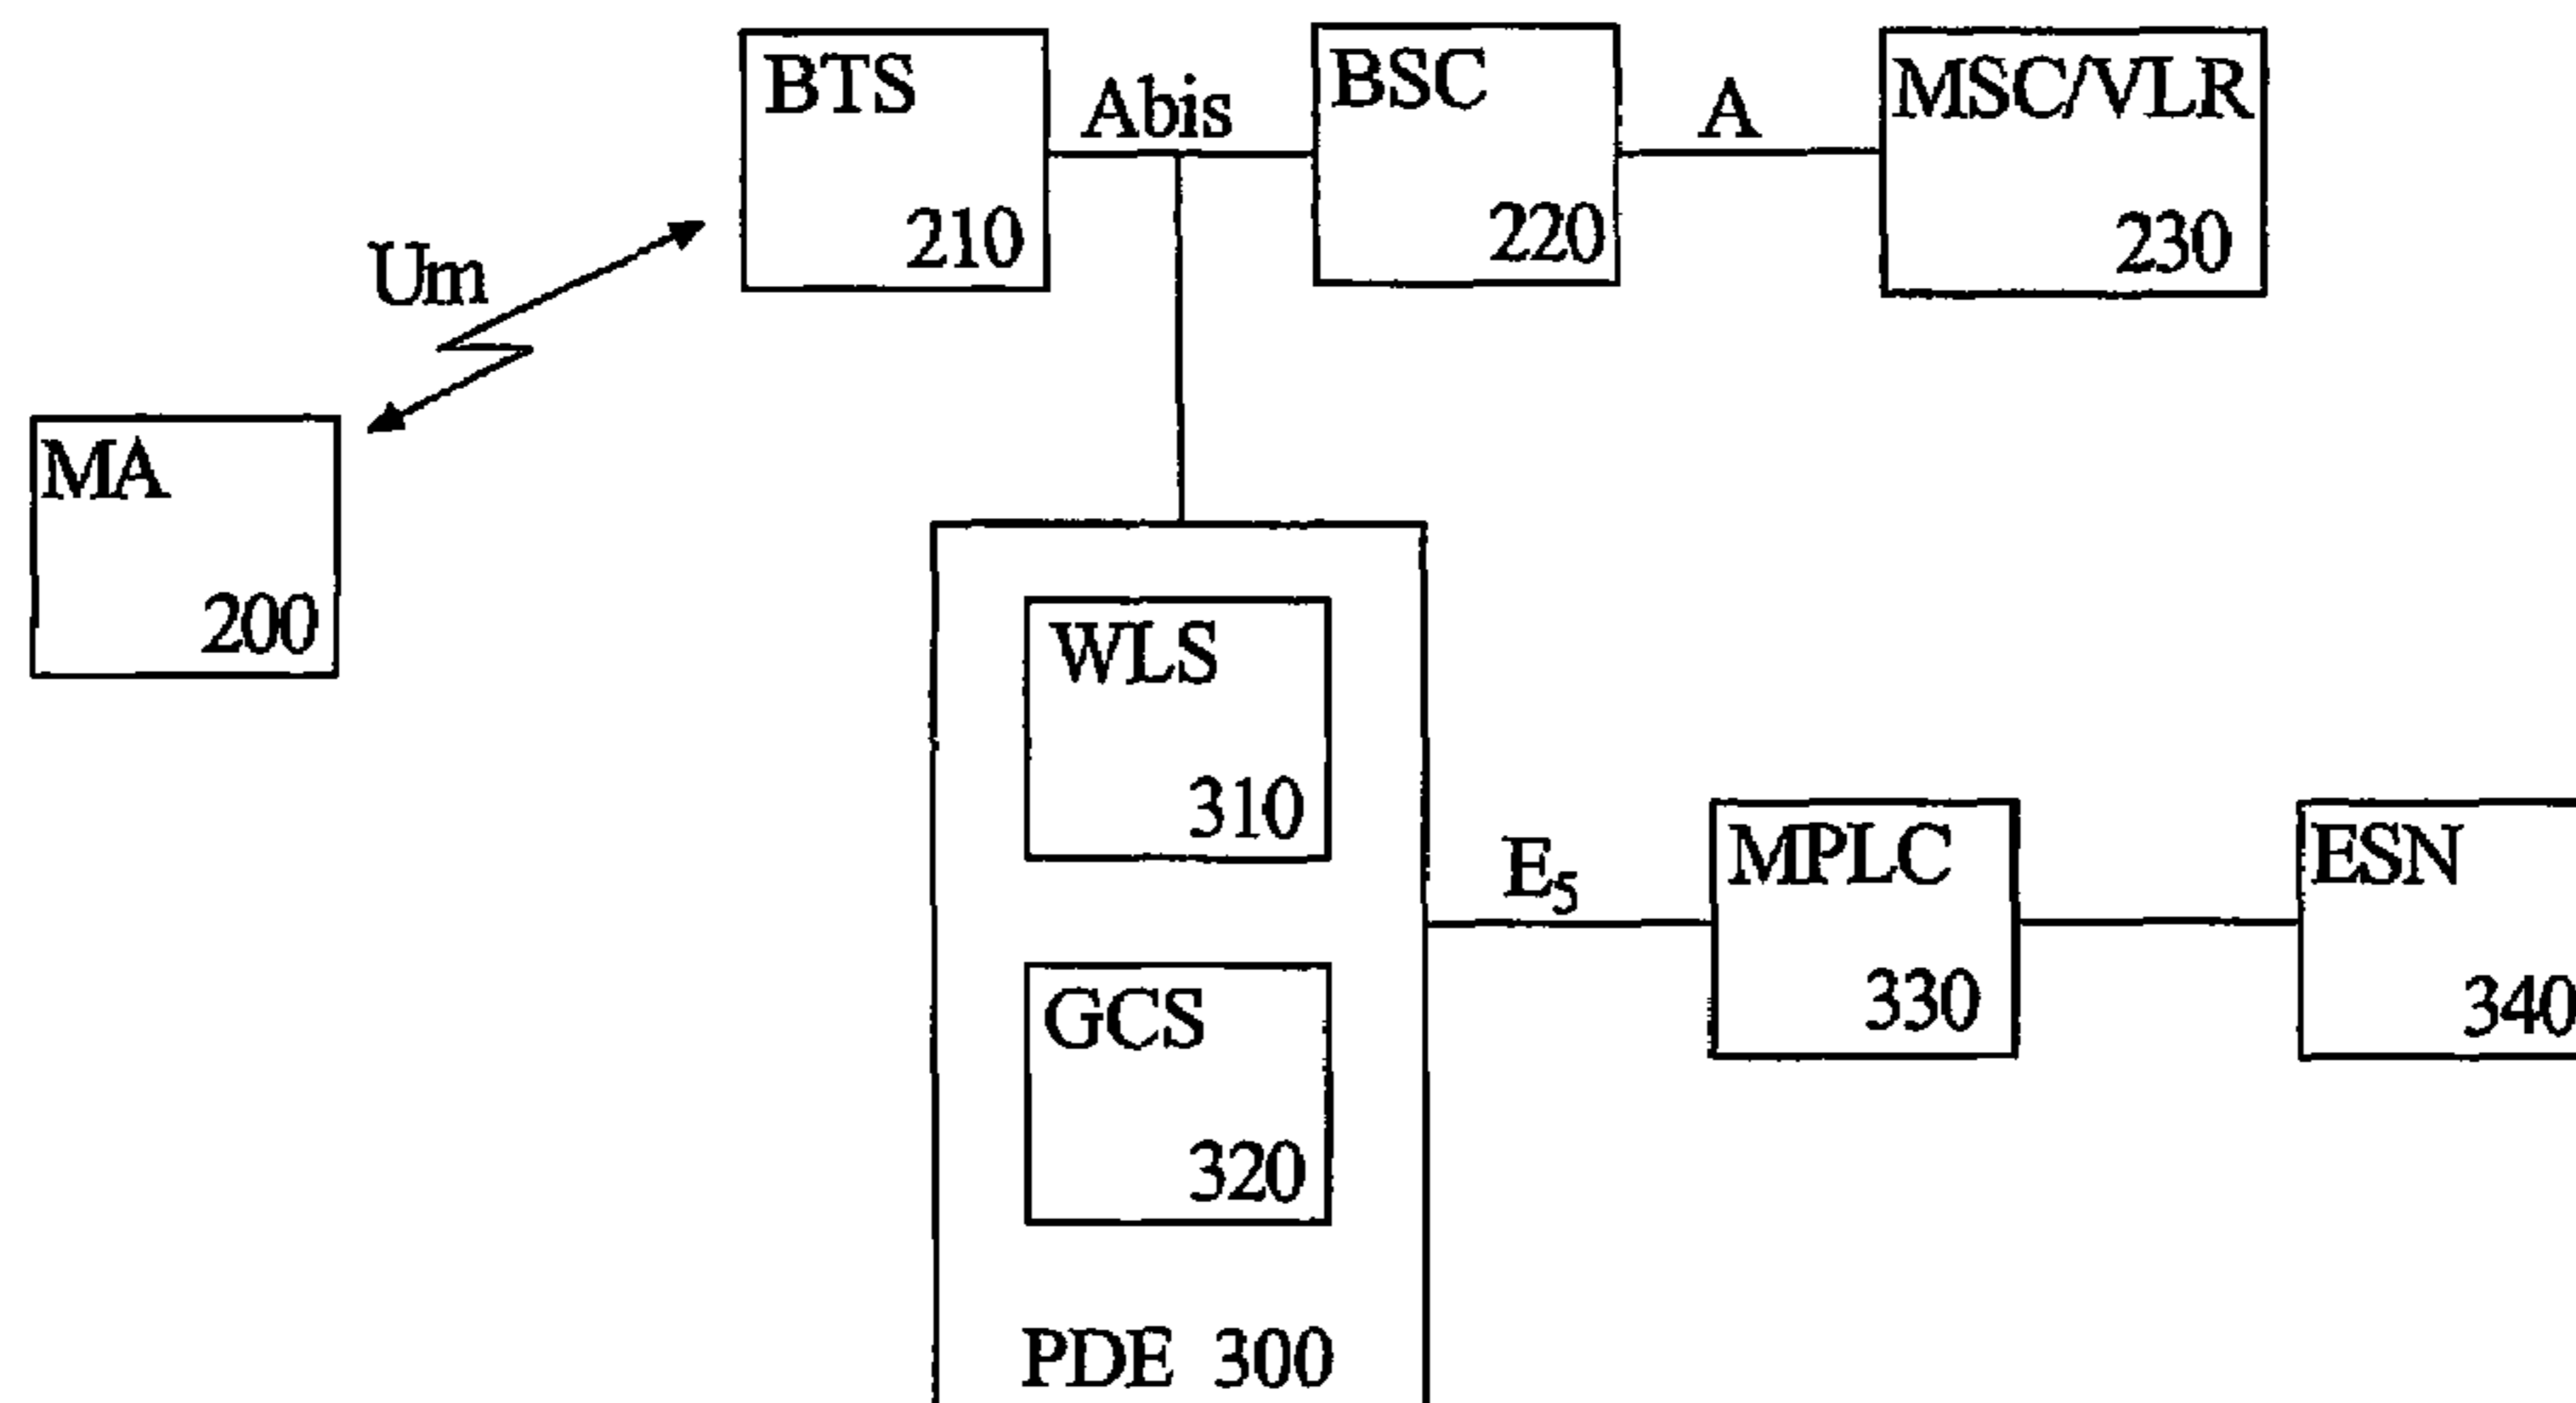 BTS
210
Abis
BSC
220
A
MSC/VLR
230
Um
MA
200
WLS
310
GCS
320
PDE 300
E5
MPLC
330
ESN
340